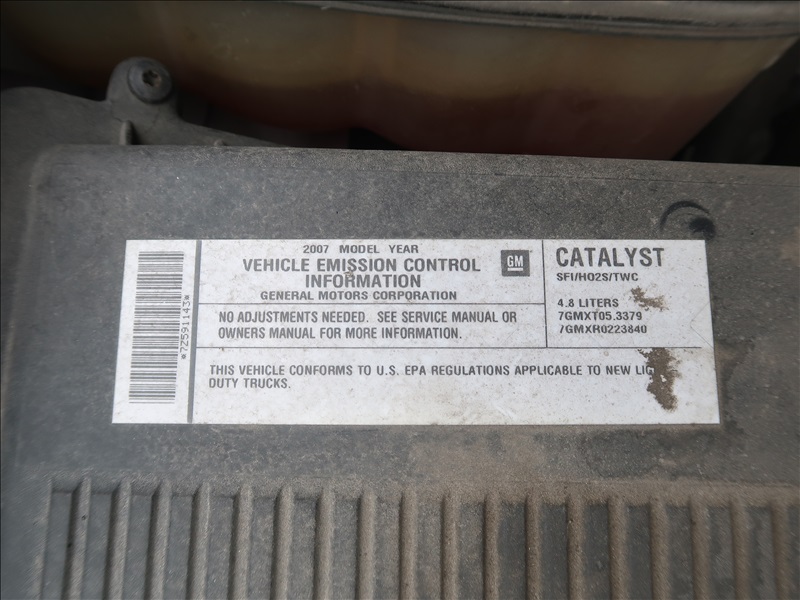 *72591143*
2007 MODEL YEAR
VEHICLE EMISSION CONTROL
INFORMATION
GENERAL MOTORS CORPORATION
GM
NO ADJUSTMENTS NEEDED. SEE SERVICE MANUAL OR
OWNERS MANUAL FOR MORE INFORMATION.
CATALYST
SFI/HO2S/TWC
4.8 LITERS
7GMXT05.3379
7GMXR0223840
THIS VEHICLE CONFORMS TO U.S. EPA REGULATIONS APPLICABLE TO NEW
DUTY TRUCKS.